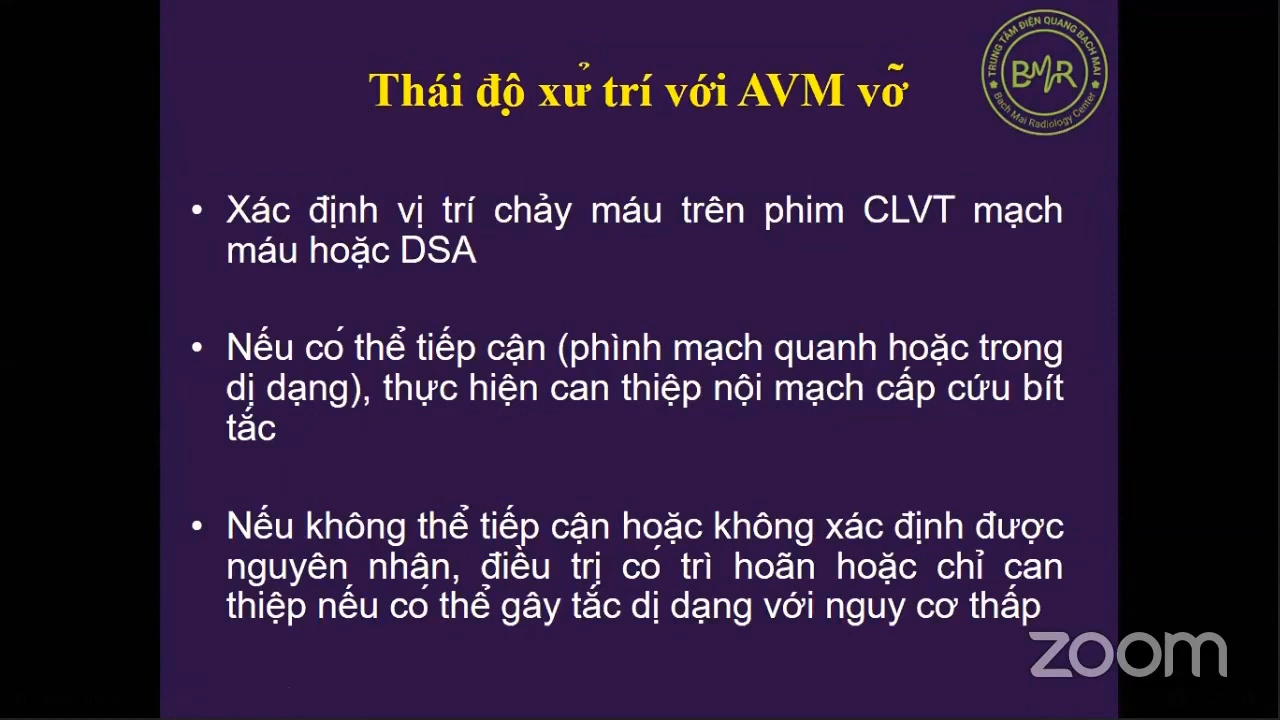 Thái độ xử trí với AVM vỡ
TRUNG TÂM ĐIỆN QUANG BẠCH MAI
BMR
Bach Mai Radiology Center
• Xác định vị trí chảy máu trên phim CLVT mạch
máu hoặc DSA
• Nếu có thể tiếp cận (phình mạch quanh hoặc trong
dị dạng), thực hiện can thiệp nội mạch cấp cứu bít
tắc
• Nếu không thể tiếp cận hoặc không xác định được
nguyên nhân, điều trị có trì hoãn hoặc chỉ can
thiệp nếu có thể gây tắc dị dạng với nguy cơ thấp
zoom